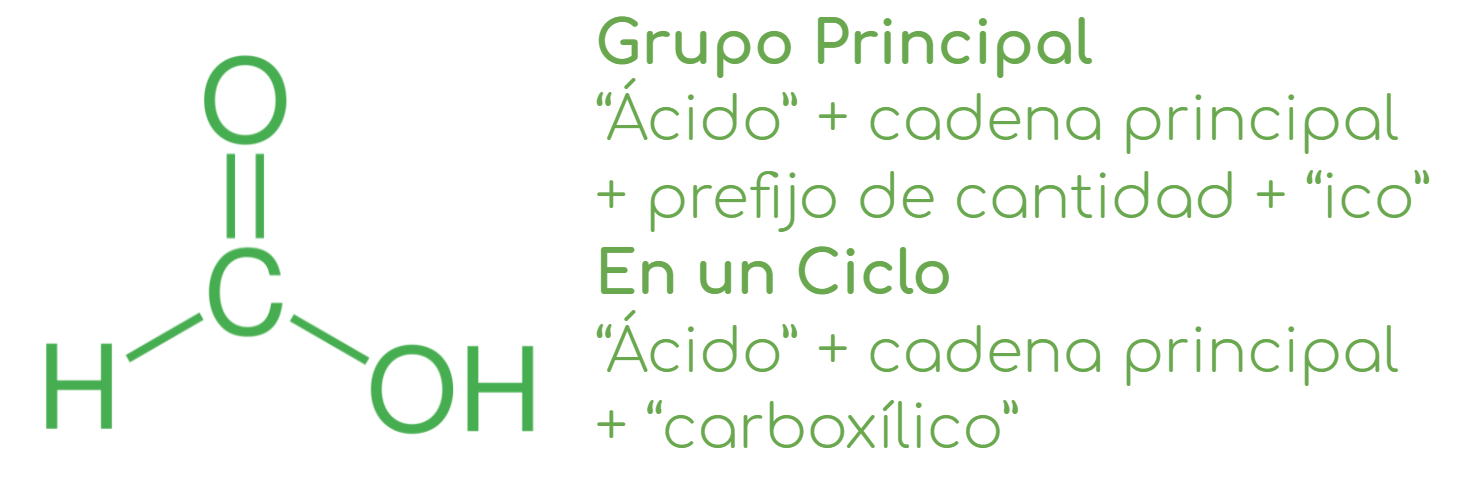 O
C
H
OH
Grupo Principal
“Ácido” + cadena principal
+ prefijo de cantidad + “ico”
En un Ciclo
“Ácido” + cadena principal
+ “carboxílico”